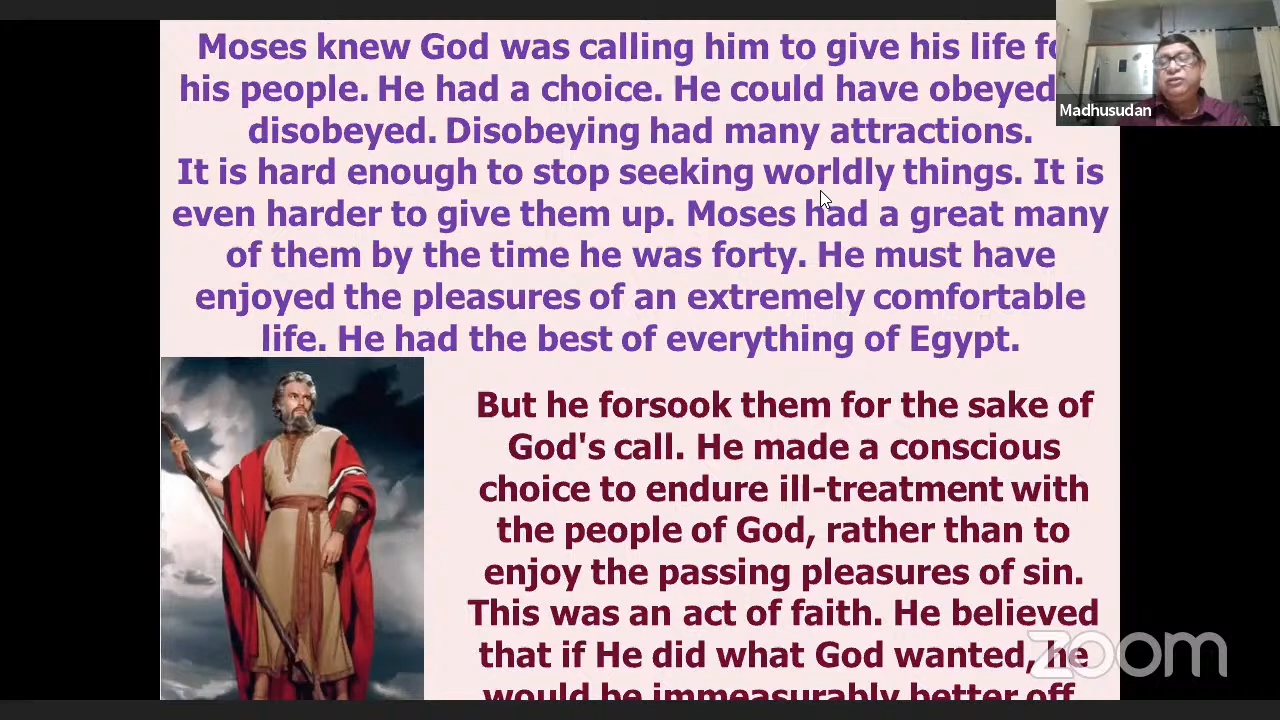 Moses knew God was calling him to give his life fo
his people. He had a choice. He could have obeyed
disobeyed. Disobeying had many attractions.
It is hard enough to stop seeking worldly things. It is
even harder to give them up. Moses had a great many
of them by the time he was forty. He must have
enjoyed the pleasures of an extremely comfortable
life. He had the best of everything of Egypt.
But he forsook them for the sake of
God's call. He made a conscious
choice to endure ill-treatment with
the people of God, rather than to
enjoy the passing pleasures of sin.
This was an act of faith. He believed
that if He did what God wanted, he
would be immeasurably better off.
Madhusudan
zoom